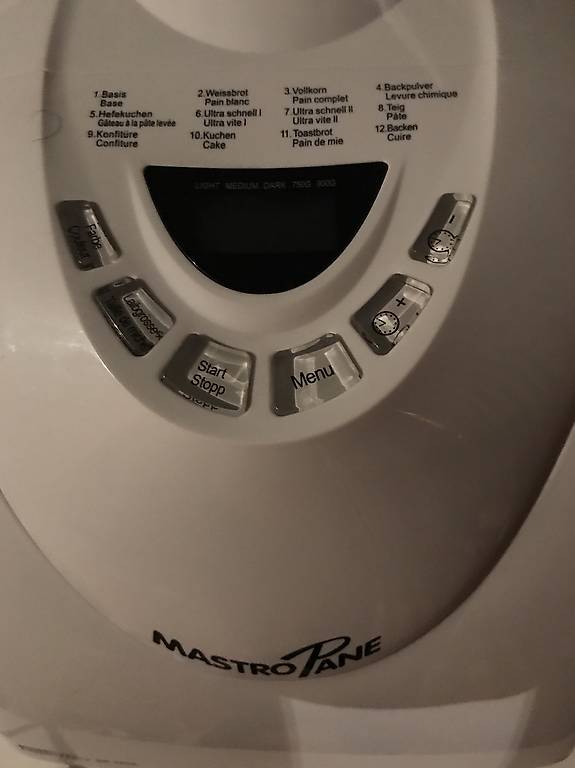 1.Basis
Base
2.Weissbrot
Pain blanc
3.Vollkorn
Pain complet
4.Backpulver
Levure chimique
5.Hefekuchen
Gâteau à la pâte levée
6.Ultra schnell I
Ultra vite I
7.Ultra schnell II
Ultra vite II
8.Teig
Pâte
9.Konfitüre
Confiture
10.Kuchen
Cake
11.Toastbrot
Pain de mie
12.Backen
Cuire
LIGHT MEDIUM DARK 750G 900G
Farbe
Couleur
-
Laibgrösse
+
Start
Stopp
Menu
MASTRO PANE